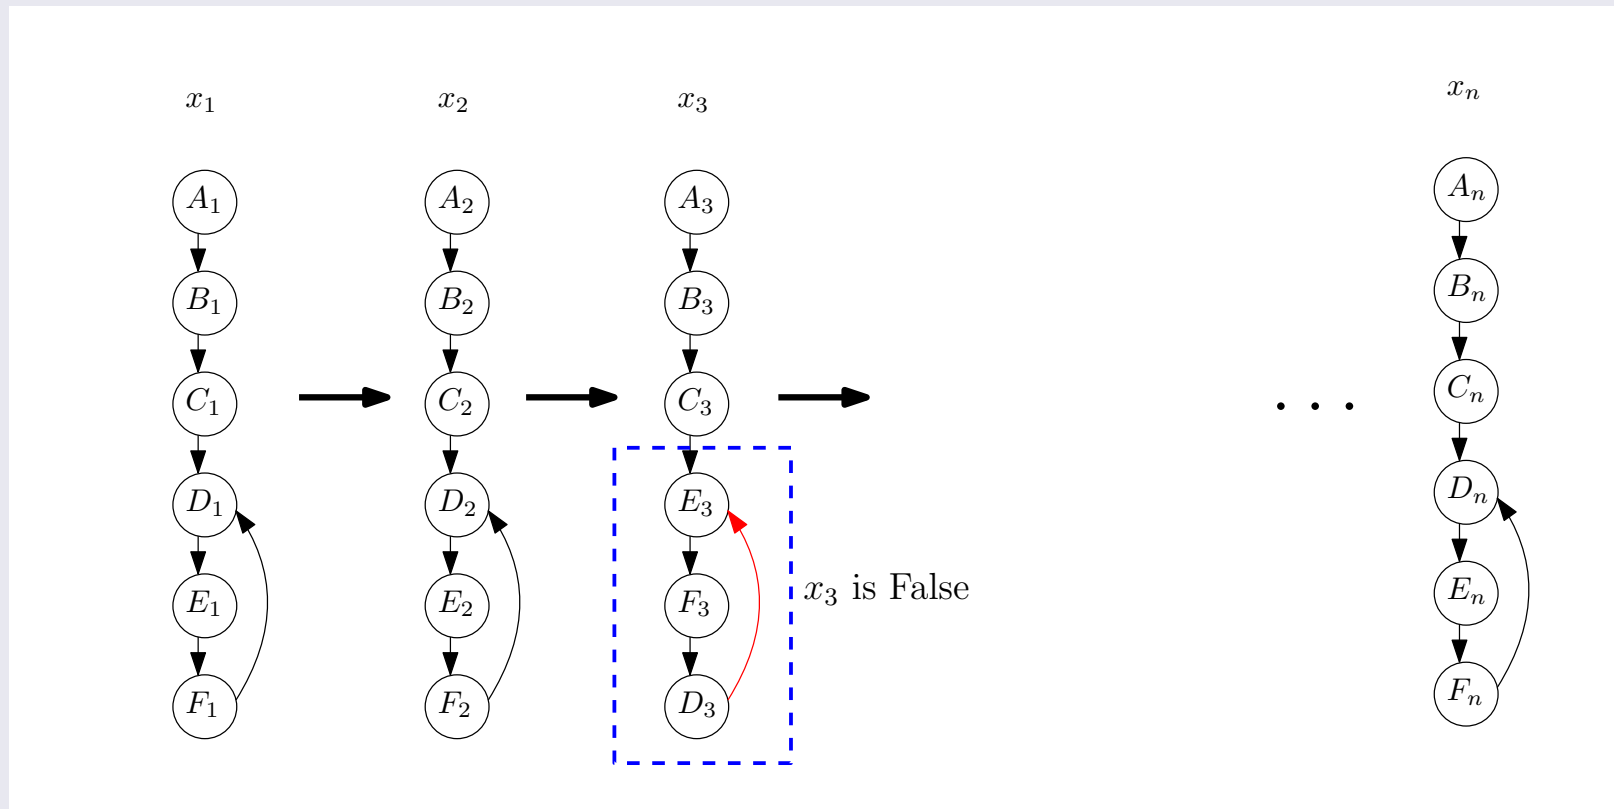 x₁ x₂ x₃ xₙ
A₁ A₂ A₃ Aₙ
B₁ B₂ B₃ Bₙ
C₁ C₂ C₃ . . . Cₙ
D₁ D₂ E₃ Dₙ
E₁ E₂ F₃ x₃ is False Eₙ
F₁ F₂ D₃ Fₙ